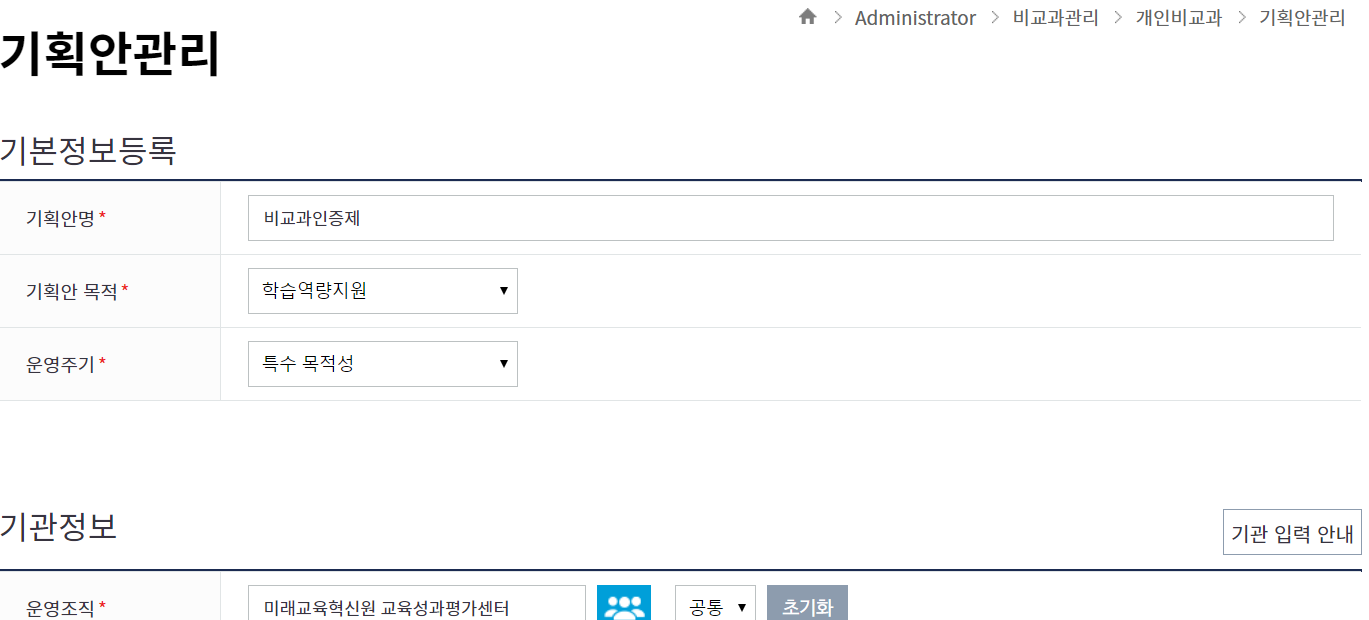 Administrator > 비교과관리 > 개인비교과 > 기획안관리
기획안관리
기본정보등록
기획안명 * 비교과인증제
기획안 목적 * 학습역량지원
운영주기 * 특수 목적성
기관정보 기관 입력 안내
운영조직 * 미래교육혁신원 교육성과평가센터 공통 초기화